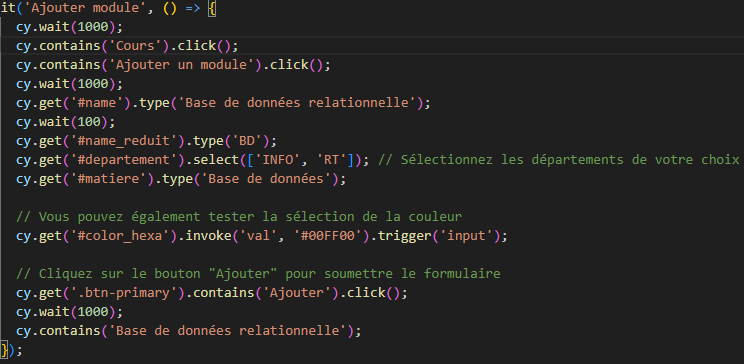 it('Ajouter module', () => {
cy.wait(1000);
cy.contains('Cours').click();
cy.contains('Ajouter un module').click();
cy.wait(1000);
cy.get('#name').type('Base de données relationnelle');
cy.wait(100);
cy.get('#name_reduit').type('BD');
cy.get('#departement').select(['INFO', 'RT']); // Sélectionnez les départements de votre choix
cy.get('#matiere').type('Base de données');
// Vous pouvez également tester la sélection de la couleur
cy.get('#color_hexa').invoke('val', '#00FF00').trigger('input');
// Cliquez sur le bouton "Ajouter" pour soumettre le formulaire
cy.get('.btn-primary').contains('Ajouter').click();
cy.wait(1000);
cy.contains('Base de données relationnelle');
});